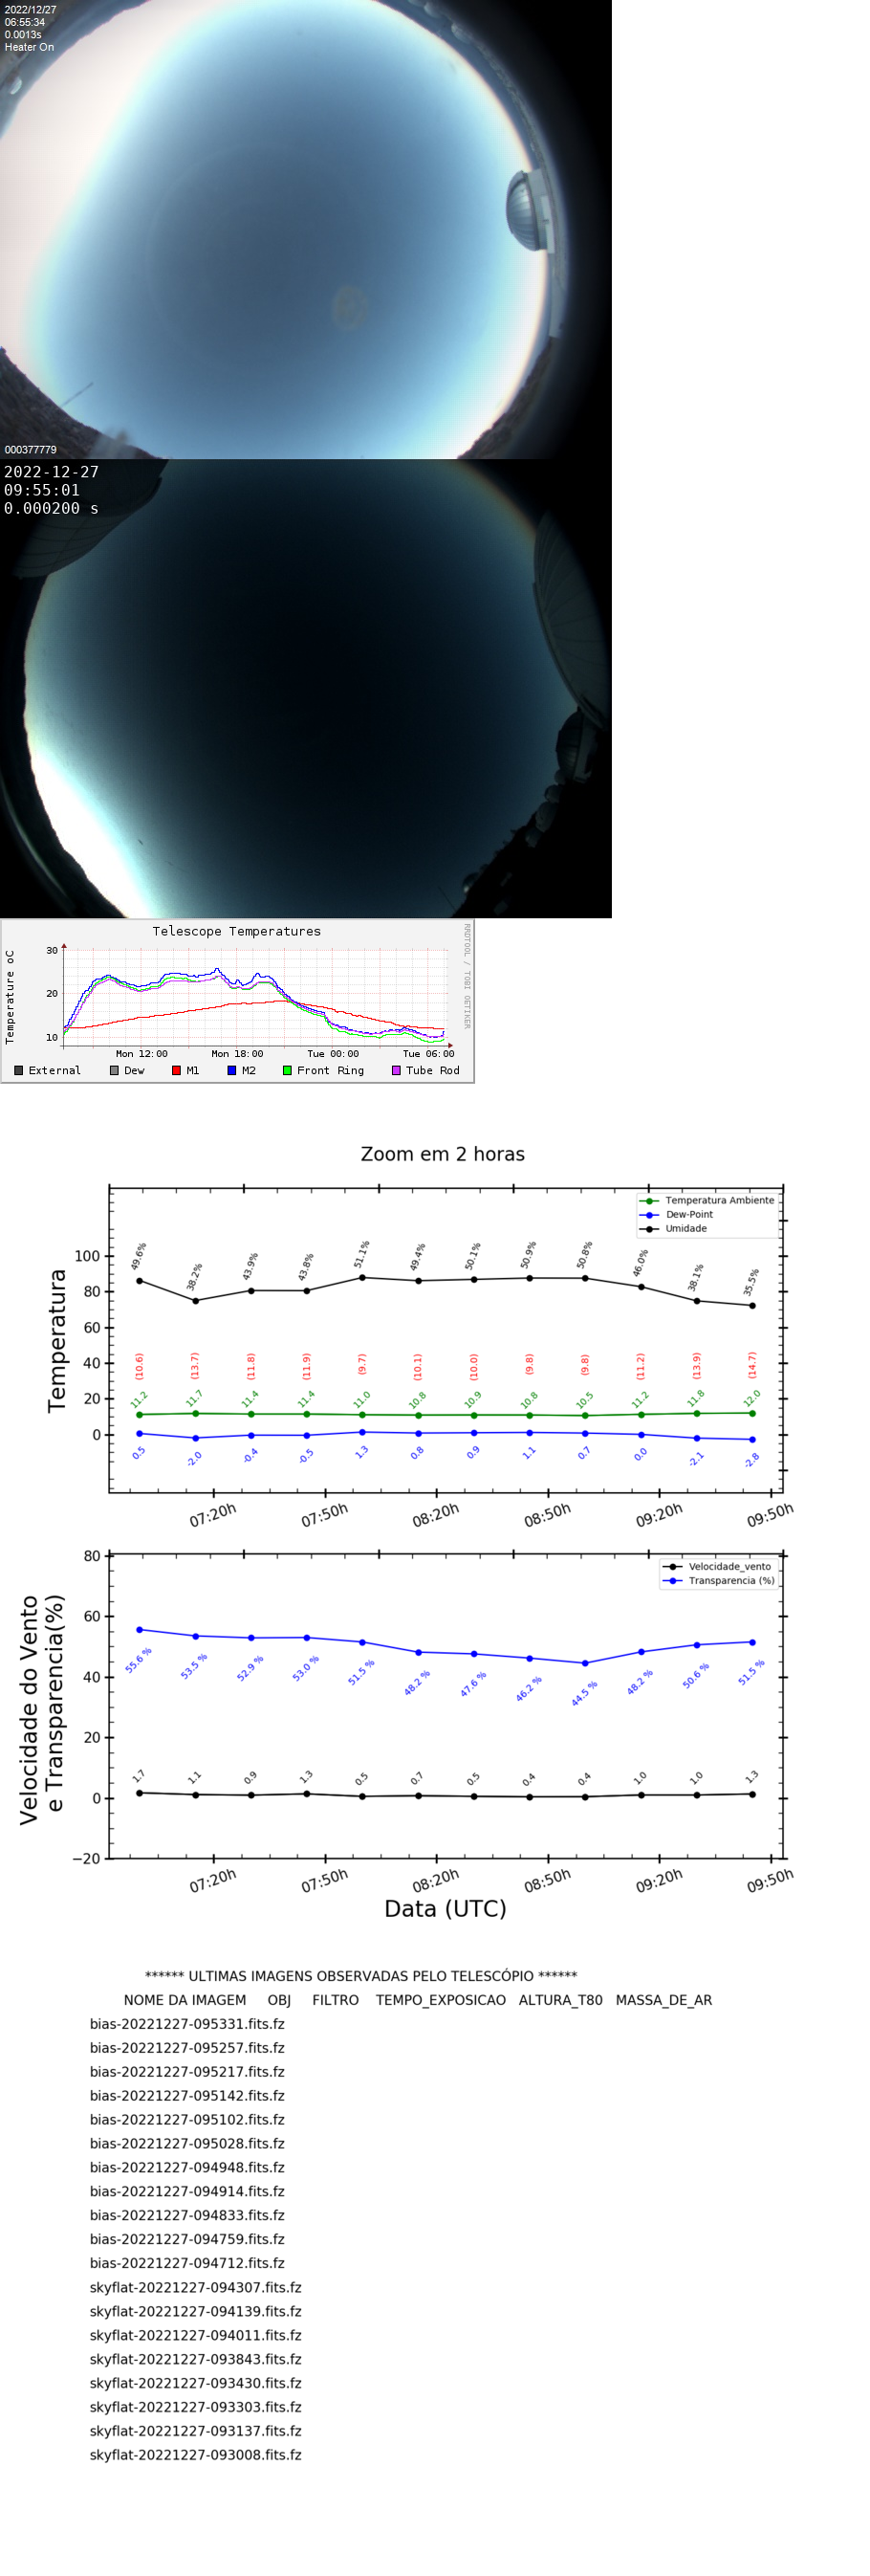 2022/12/27
06:55:34
0.0013s
Heater On
000377779
2022-12-27
09:55:01
0.000200 s
Telescope Temperatures
RRDTOOL / TOBI OETIKER
Temperature oC
30
20
10
Mon 12:00 Mon 18:00 Tue 00:00 Tue 06:00
External Dew M1 M2 Front Ring Tube Rod
Zoom em 2 horas
Temperatura Ambiente
Dew-Point
Umidade
Temperatura
100
80
60
40
20
0
49.6% 38.2% 43.9% 43.8% 51.1% 49.4% 50.1% 50.9% 50.8% 46.0% 38.1% 35.5%
(10.6) (13.7) (11.8) (11.9) (9.7) (10.1) (10.0) (9.8) (9.8) (11.2) (13.9) (14.7)
11.2 11.7 11.4 11.4 11.0 10.8 10.9 10.8 10.5 11.2 11.8 12.0
0.5 -2.0 -0.4 -0.5 1.3 0.8 0.9 1.1 0.7 0.0 -2.1 -2.8
07:20h 07:50h 08:20h 08:50h 09:20h 09:50h
Velocidade_vento
Transparencia (%)
Velocidade do Vento
e Transparencia(%)
80
60
40
20
0
−20
55.6 % 53.5 % 52.9 % 53.0 % 51.5 % 48.2 % 47.6 % 46.2 % 44.5 % 48.2 % 50.6 % 51.5 %
1.7 1.1 0.9 1.3 0.5 0.7 0.5 0.4 0.4 1.0 1.0 1.3
07:20h 07:50h 08:20h 08:50h 09:20h 09:50h
Data (UTC)
****** ULTIMAS IMAGENS OBSERVADAS PELO TELESCÓPIO ******
NOME DA IMAGEM OBJ FILTRO TEMPO_EXPOSICAO ALTURA_T80 MASSA_DE_AR
bias-20221227-095331.fits.fz
bias-20221227-095257.fits.fz
bias-20221227-095217.fits.fz
bias-20221227-095142.fits.fz
bias-20221227-095102.fits.fz
bias-20221227-095028.fits.fz
bias-20221227-094948.fits.fz
bias-20221227-094914.fits.fz
bias-20221227-094833.fits.fz
bias-20221227-094759.fits.fz
bias-20221227-094712.fits.fz
skyflat-20221227-094307.fits.fz
skyflat-20221227-094139.fits.fz
skyflat-20221227-094011.fits.fz
skyflat-20221227-093843.fits.fz
skyflat-20221227-093430.fits.fz
skyflat-20221227-093303.fits.fz
skyflat-20221227-093137.fits.fz
skyflat-20221227-093008.fits.fz